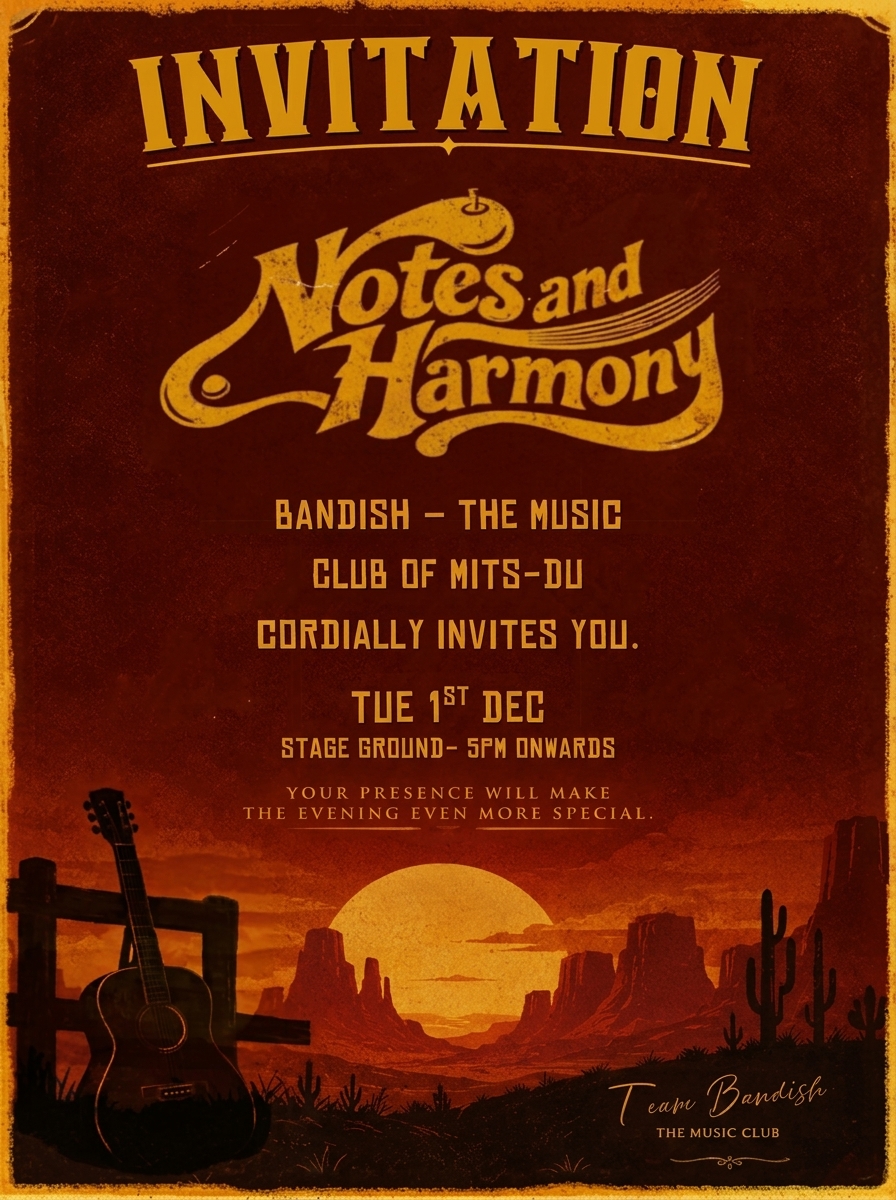 INVITATION
Notes and
Harmony
BANDISH – THE MUSIC
CLUB OF MITS-DU
CORDIALLY INVITES YOU.
TUE 1ST DEC
STAGE GROUND- 5PM ONWARDS
YOUR PRESENCE WILL MAKE
THE EVENING EVEN MORE SPECIAL.
Team Bandish
THE MUSIC CLUB